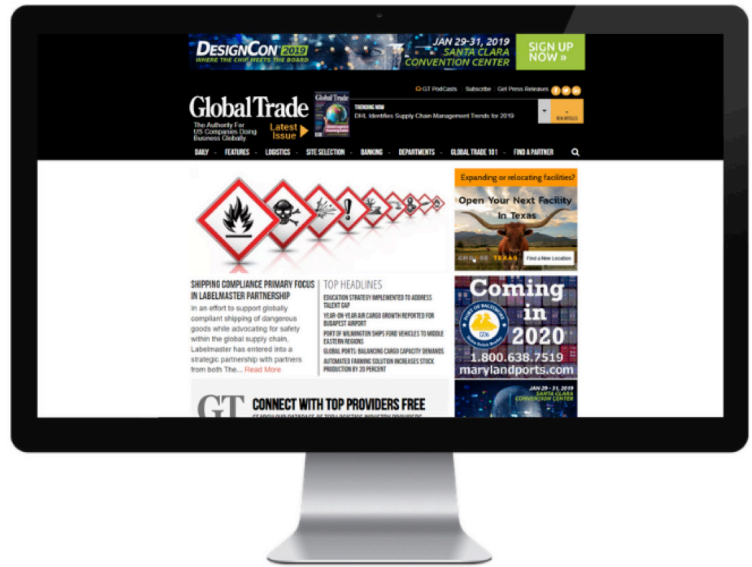 DESIGNCON 2019
WHERE THE CHIP MEETS THE BOARD
JAN 29-31, 2019
SANTA CLARA
CONVENTION CENTER
SIGN UP
NOW »
GT PodCasts Subscribe Get Press Releases
GlobalTrade
The Authority For
US Companies Doing
Business Globally
Latest
Issue
Global Trade
TRENDING NOW
DHL Identifies Supply Chain Management Trends for 2019
DAILY FEATURES LOGISTICS SITE SELECTION BANKING DEPARTMENTS GLOBAL TRADE 101 FIND A PARTNER
SHIPPING COMPLIANCE PRIMARY FOCUS
IN LABELMASTER PARTNERSHIP
In an effort to support globally
compliant shipping of dangerous
goods while advocating for safety
within the global supply chain,
Labelmaster has entered into a
strategic partnership with partners
from both The... Read More
TOP HEADLINES
EDUCATION STRATEGY IMPLEMENTED TO ADDRESS
TALENT GAP
YEAR-ON-YEAR AIR CARGO GROWTH REPORTED FOR
BUDAPEST AIRPORT
PORT OF WILMINGTON SHIPS FORD VEHICLES TO MIDDLE
EASTERN REGIONS
GLOBAL PORTS: BALANCING CARGO CAPACITY DEMANDS
AUTOMATED FARMING SOLUTION INCREASES STOCK
PRODUCTION BY 20 PERCENT
Expanding or relocating facilities?
Open Your Next Facility
in Texas
TEXAS
Find a New Location
Coming
in
2020
PORT OF BALTIMORE
1706
1.800.638.7519
marylandports.com
JAN 29-31, 2019
SANTA CLARA
CONVENTION CENTER
GT CONNECT WITH TOP PROVIDERS FREE